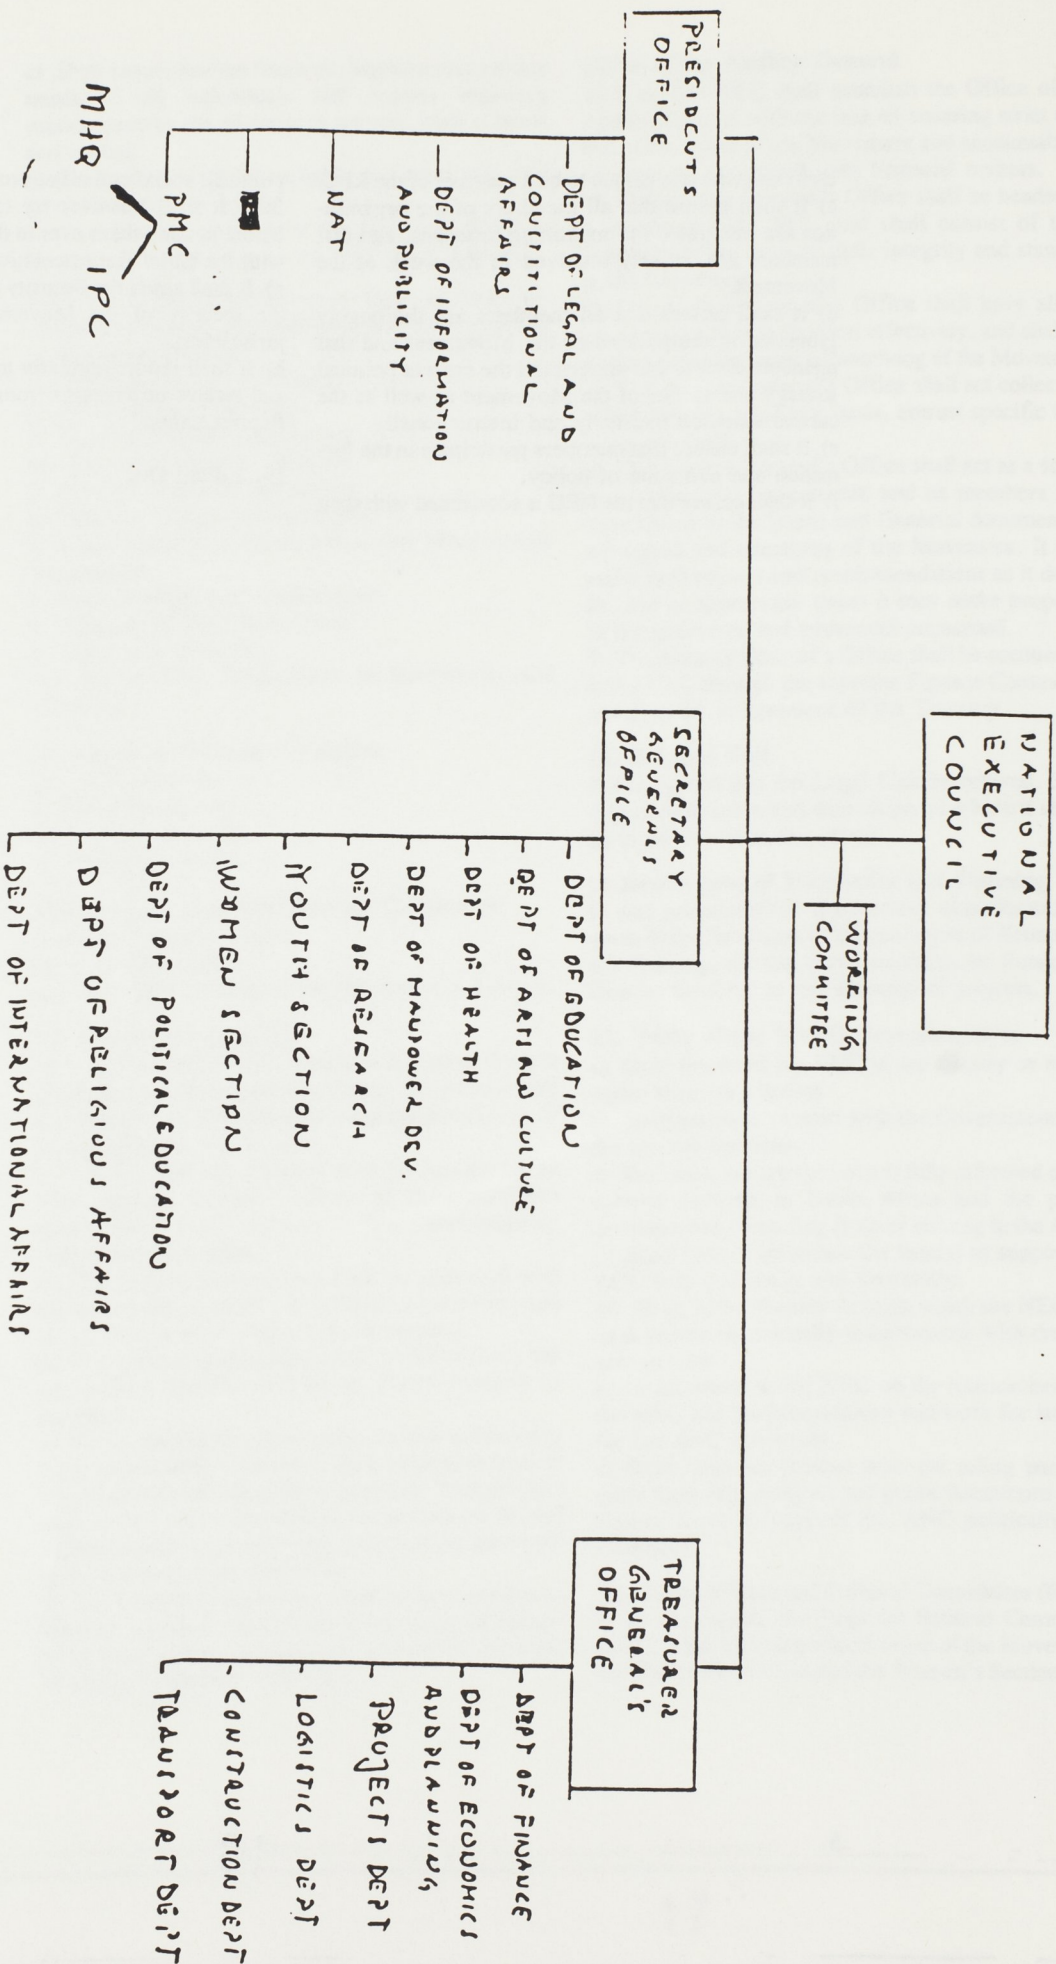 NATIONAL
EXECUTIVE
COUNCIL
WORKING
COMMITTEE
PRESIDENTS
OFFICE
DEPT OF LEGAL AND
CONSTITUTIONAL
AFFAIRS
DEPT OF INFORMATION
AND PUBLICITY
NAT
PMC
MHQ
IPC
SECRETARY
GENERALS
OFFICE
DEPT OF EDUCATION
DEPT OF ARTS AND CULTURE
DEPT OF HEALTH
DEPT OF MANPOWER DEV.
DEPT OF RESEARCH
YOUTH SECTION
WOMEN SECTION
DEPT OF POLITICAL EDUCATION
DEPT OF RELIGIOUS AFFAIRS
DEPT OF INTERNATIONAL AFFAIRS
TREASURER
GENERAL'S
OFFICE
DEPT OF FINANCE
DEPT OF ECONOMICS
AND PLANNING
PROJECTS DEPT
LOGISTICS DEPT
CONSTRUCTION DEPT
TRANSPORT DEPT